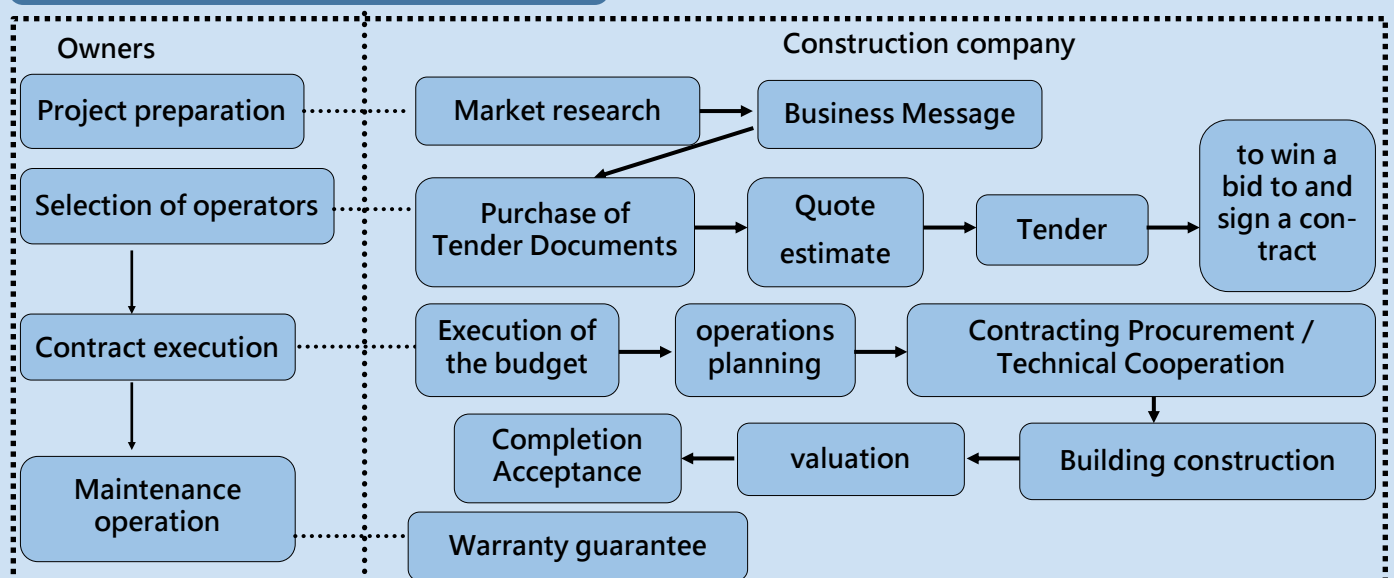 Owners
Construction company
Project preparation
Market research
Business Message
to win a
bid to and
sign a con-
tract
Selection of operators
Purchase of
Tender Documents
Quote
estimate
Tender
Contract execution
Execution of
the budget
operations
planning
Contracting Procurement /
Technical Cooperation
Completion
Acceptance
valuation
Building construction
Maintenance
operation
Warranty guarantee